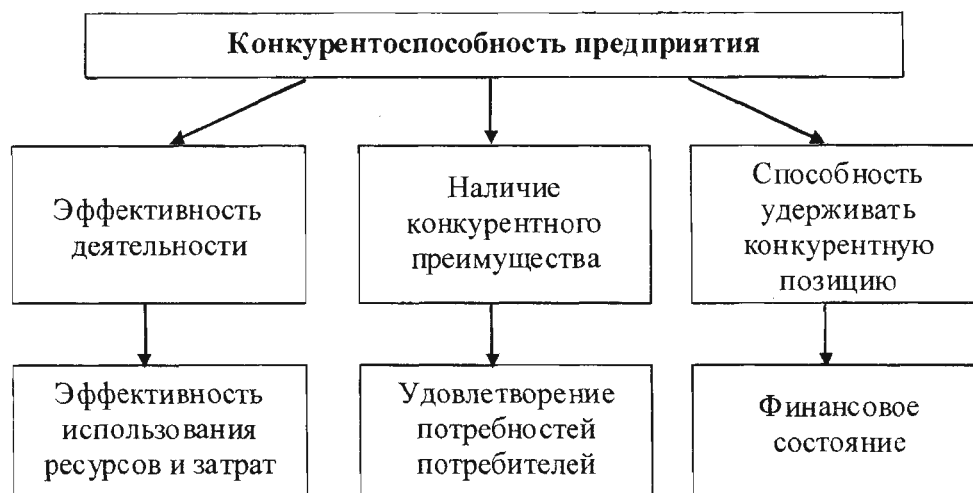 Конкурентоспособность предприятия
Эффективность
деятельности
Наличие
конкурентного
преимущества
Способность
удерживать
конкурентную
позицию
Эффективность
использования
ресурсов и затрат
Удовлетворение
потребностей
потребителей
Финансовое
состояние